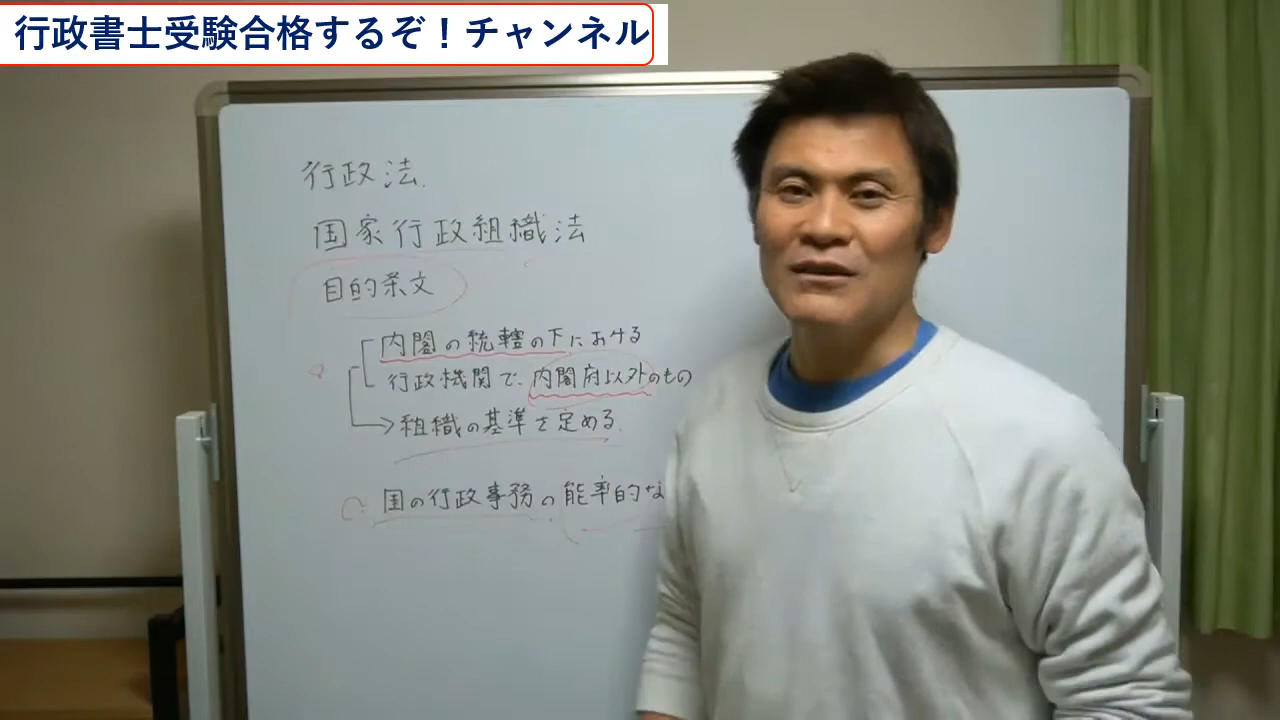 行政書士受験合格するぞ！チャンネル
行政法.
国家行政組織法
目的条文
内閣の統轄の下における
行政機関で、内閣府以外のもの
組織の基準を定める.
国の行政事務の能率的な